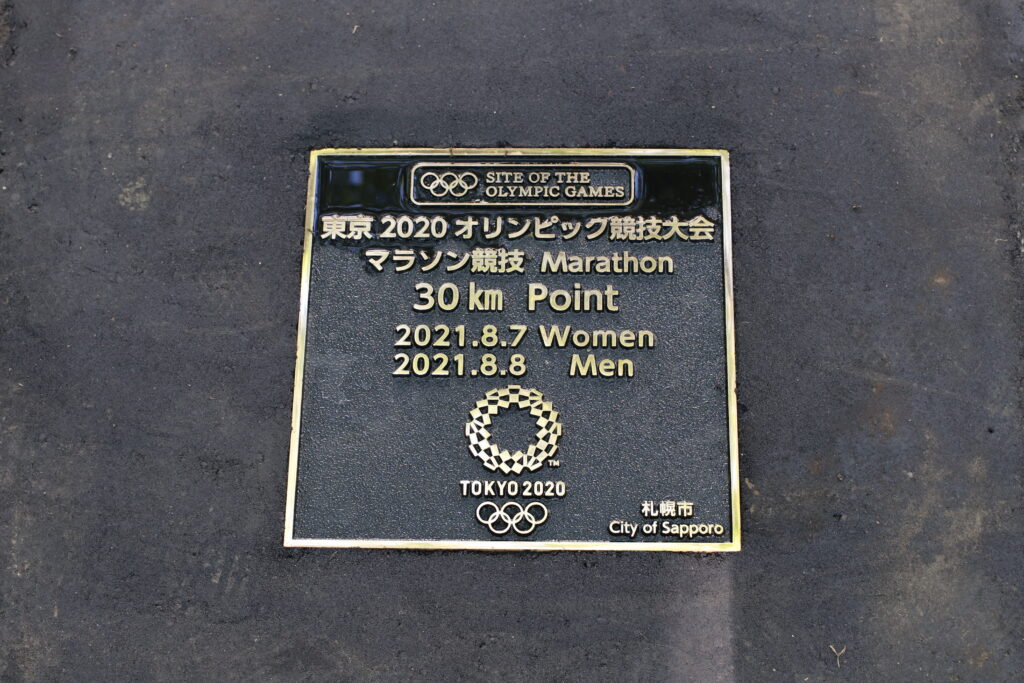 SITE OF THE
OLYMPIC GAMES
東京 2020 オリンピック競技大会
マラソン競技 Marathon
30 ㎞ Point
2021.8.7 Women
2021.8.8 Men
TM
TOKYO 2020
札幌市
City of Sapporo